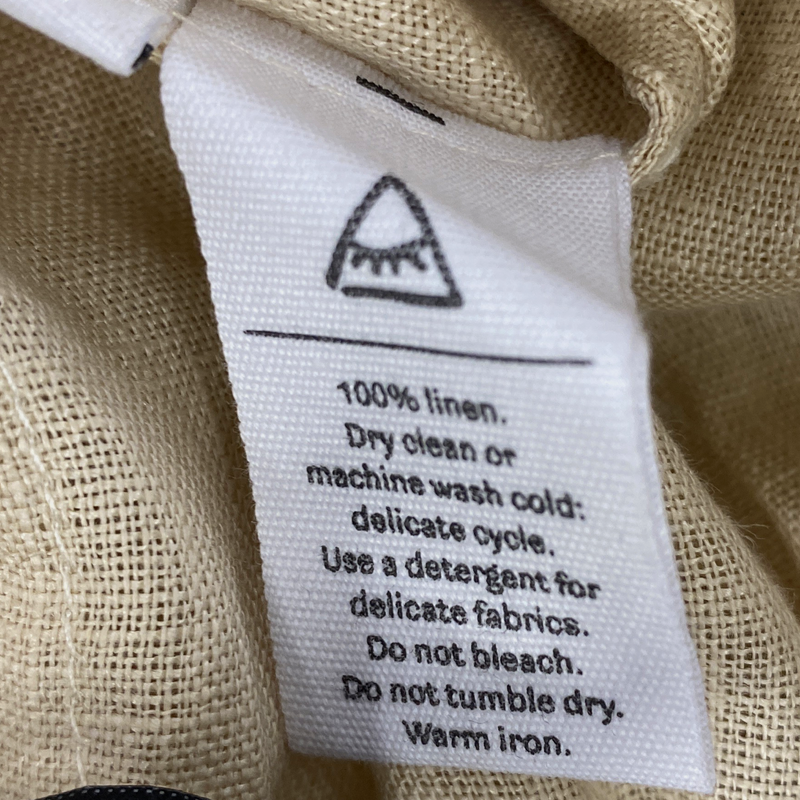 100% linen.
Dry clean or
machine wash cold:
delicate cycle.
Use a detergent for
delicate fabrics.
Do not bleach.
Do not tumble dry.
Warm iron.